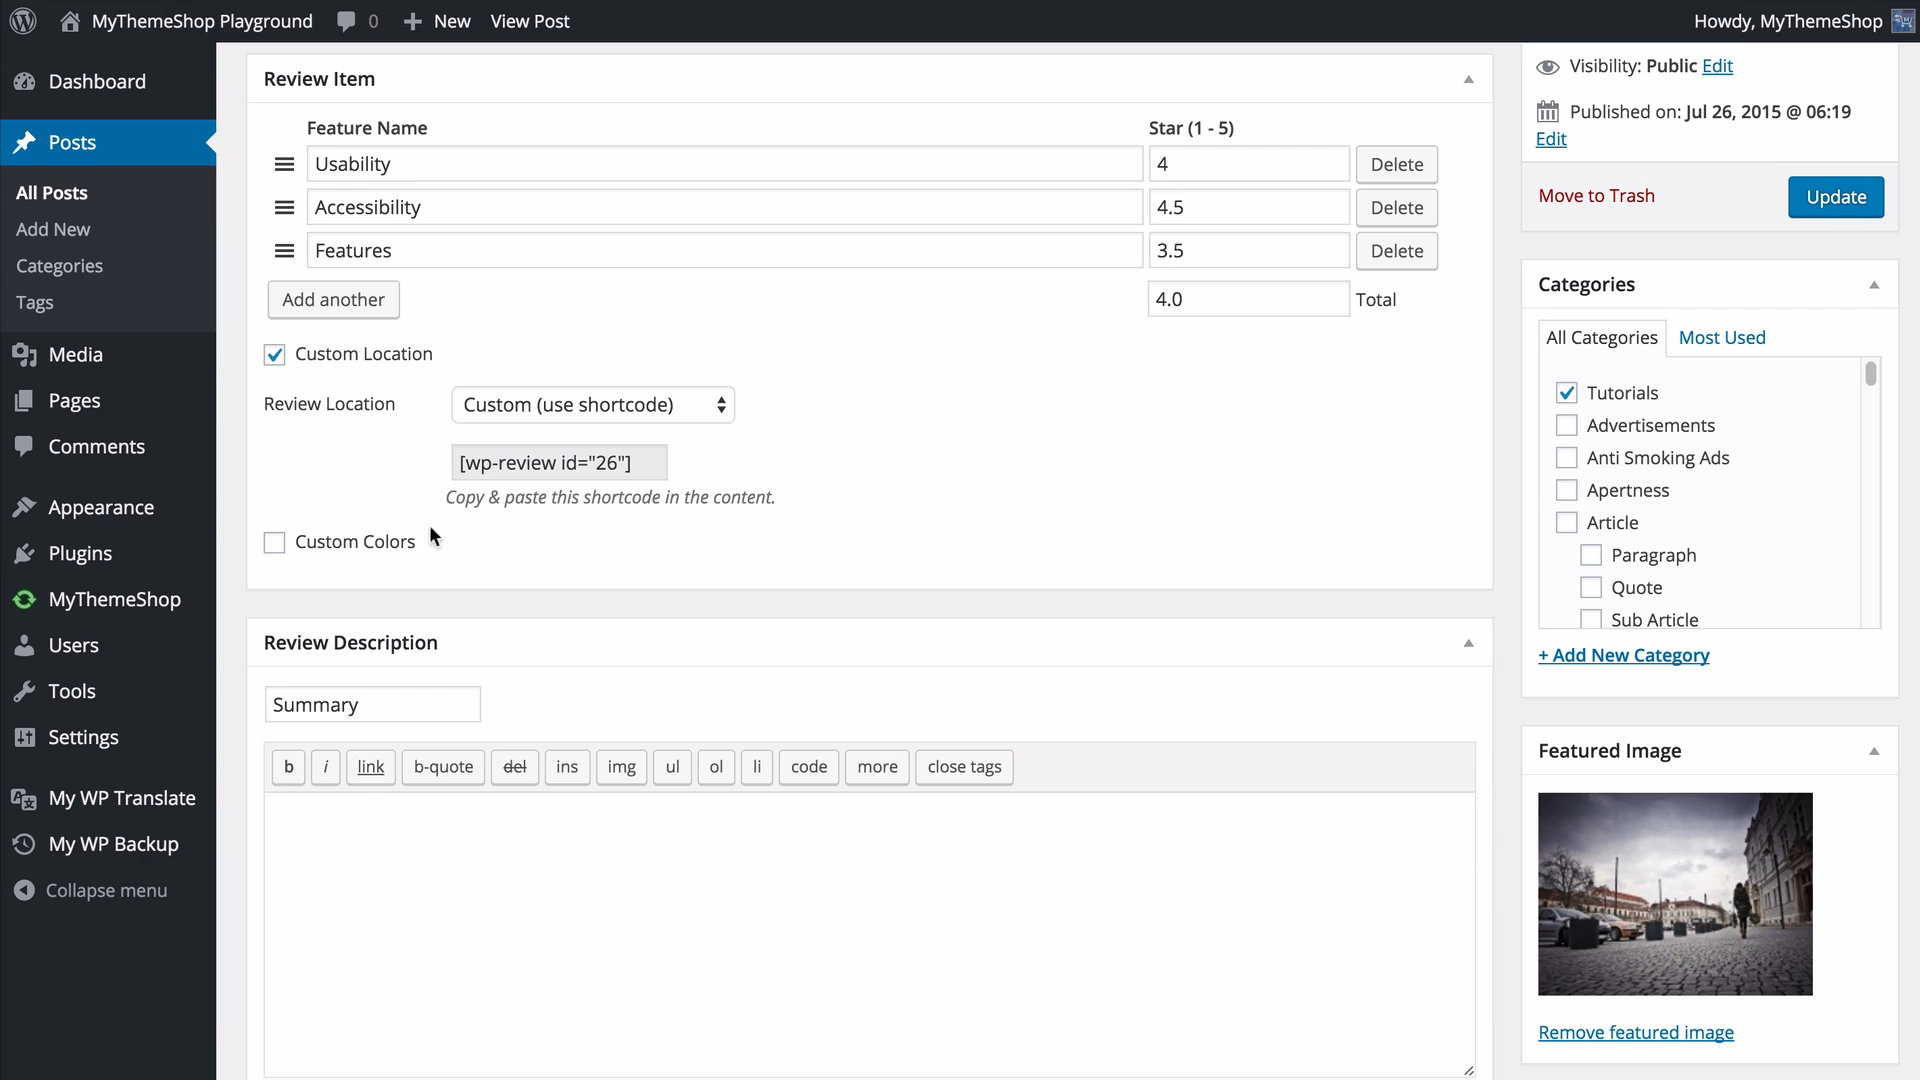 MyThemeShop Playground 0 New View Post Howdy, MyThemeShop
Dashboard
Posts
All Posts
Add New
Categories
Tags
Media
Pages
Comments
Appearance
Plugins
MyThemeShop
Users
Tools
Settings
My WP Translate
My WP Backup
Collapse menu
Review Item
Feature Name Star (1 - 5)
Usability 4 Delete
Accessibility 4.5 Delete
Features 3.5 Delete
Add another 4.0 Total
Custom Location
Review Location Custom (use shortcode)
[wp-review id="26"]
Copy & paste this shortcode in the content.
Custom Colors
Review Description
Summary
b i link b-quote del ins img ul ol li code more close tags
Visibility: Public Edit
Published on: Jul 26, 2015 @ 06:19
Edit
Move to Trash Update
Categories
All Categories Most Used
Tutorials
Advertisements
Anti Smoking Ads
Apertness
Article
Paragraph
Quote
Sub Article
+ Add New Category
Featured Image
Remove featured image